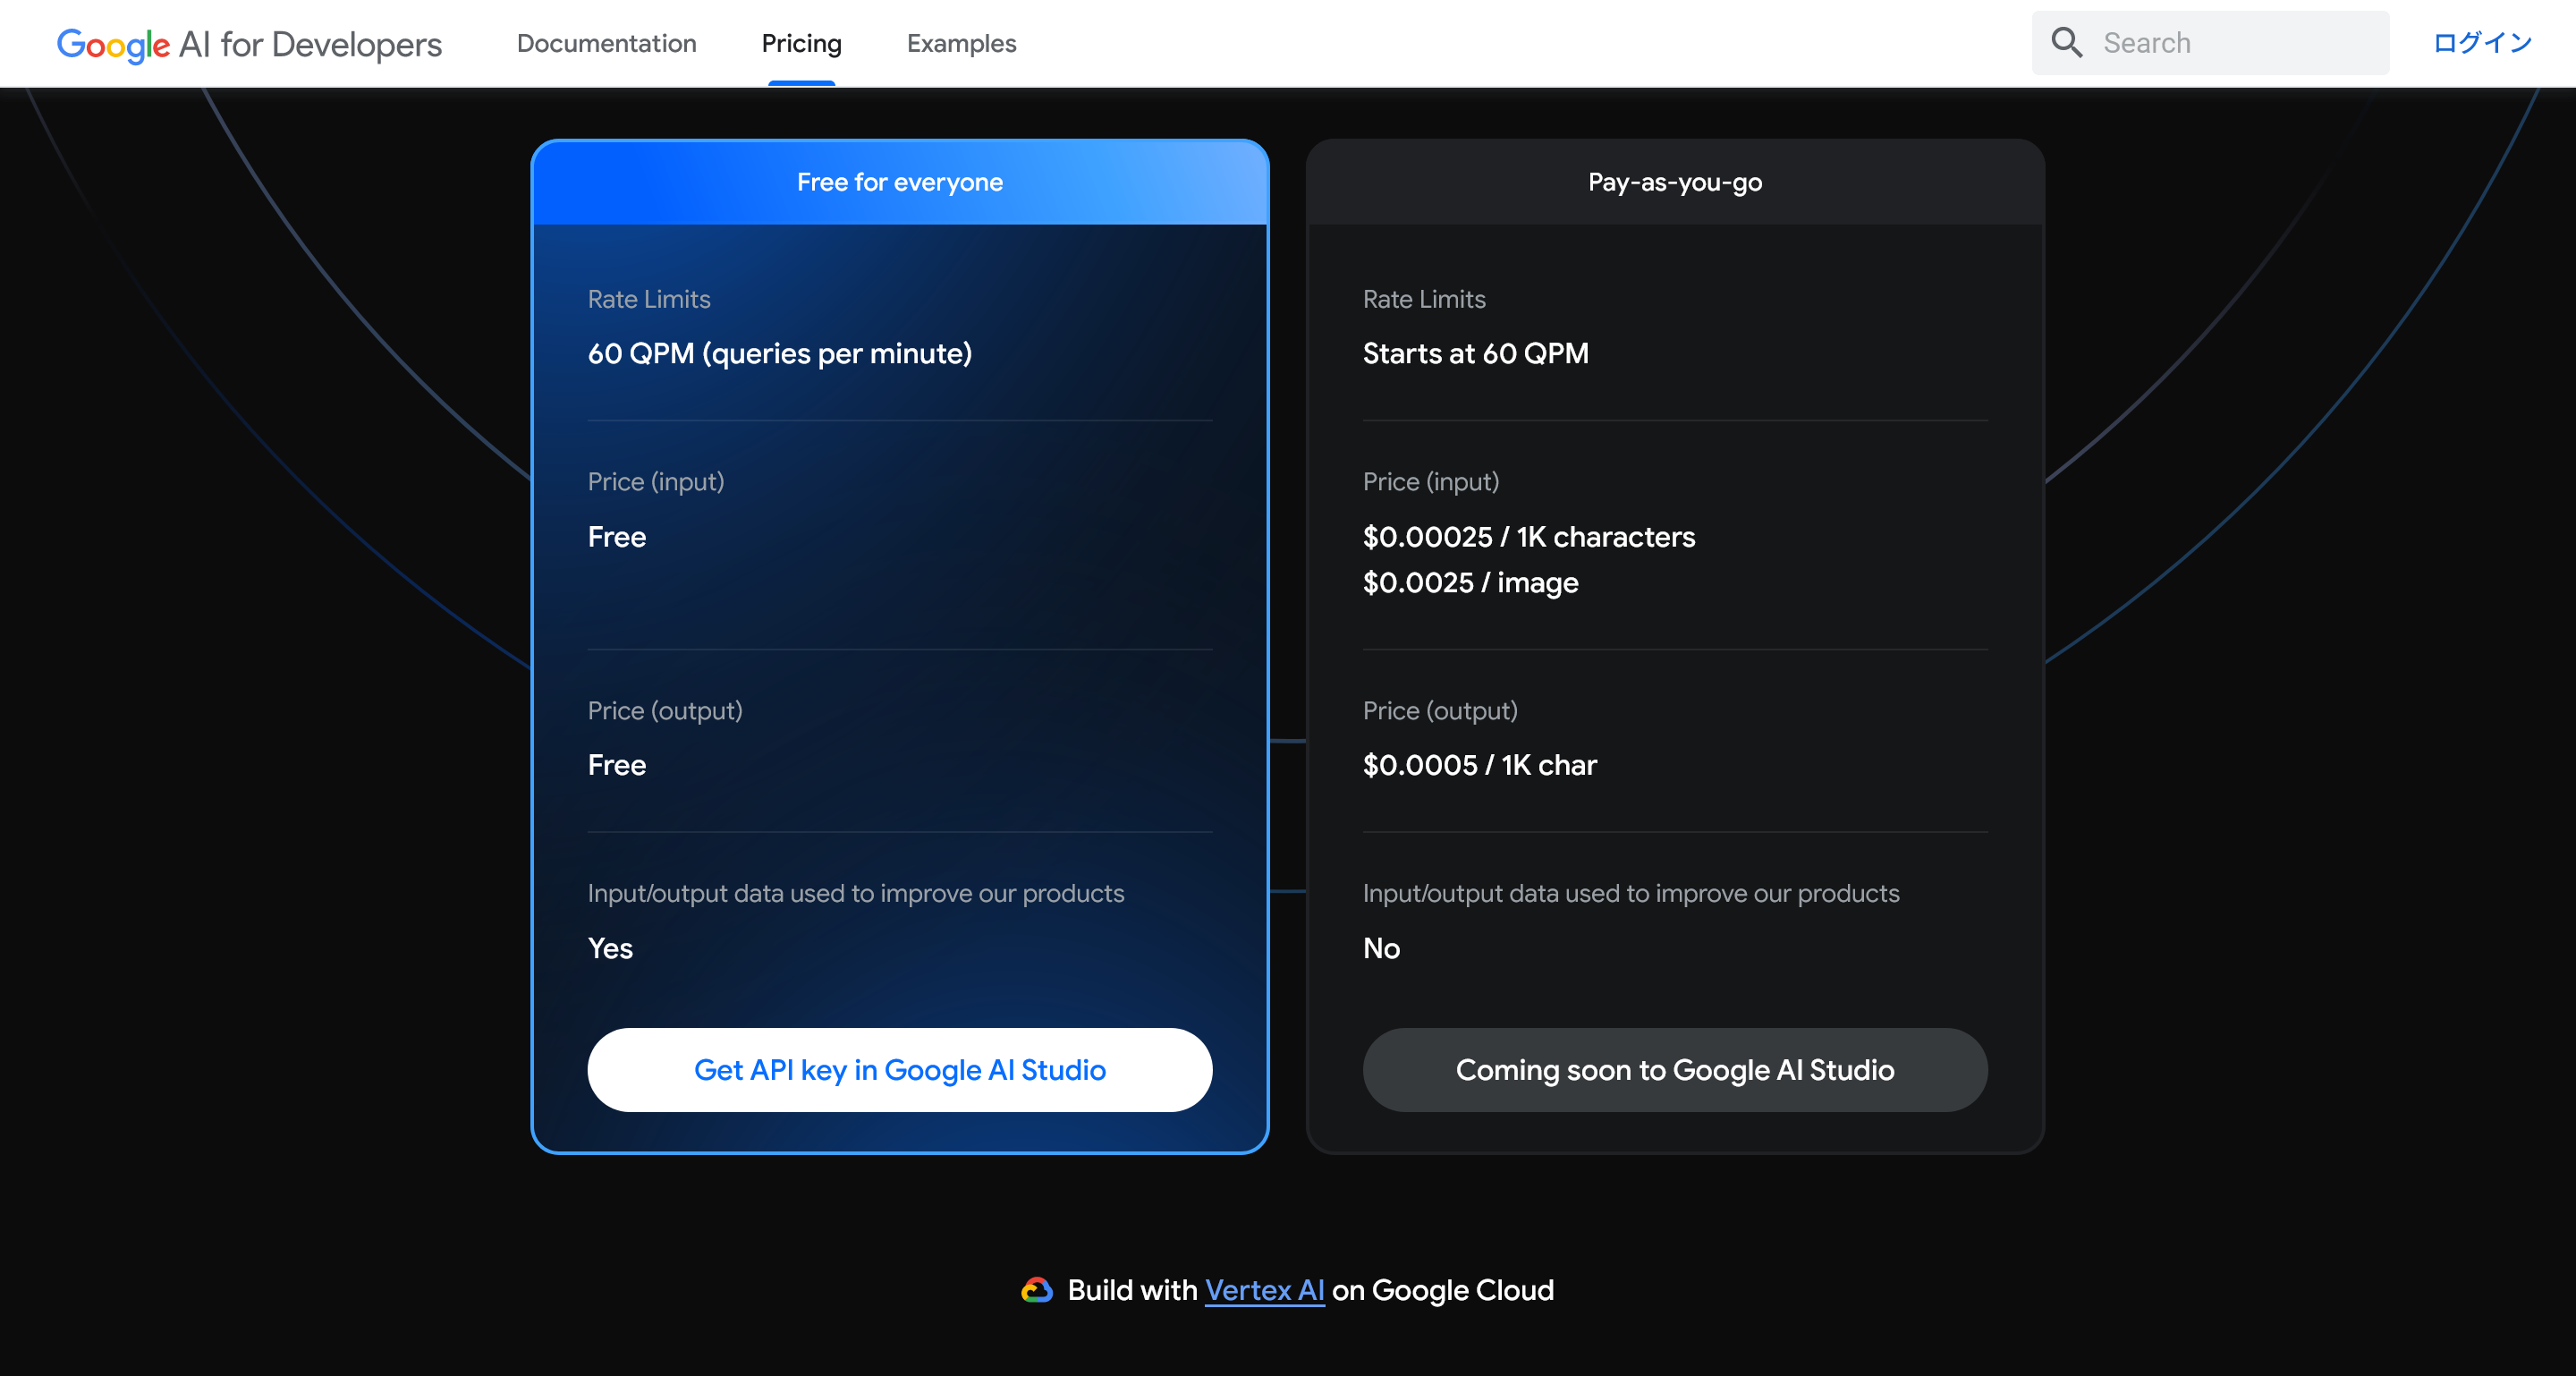 Google AI for Developers
Documentation
Pricing
Examples
Search
ログイン
Free for everyone
Rate Limits
60 QPM (queries per minute)
Price (input)
Free
Price (output)
Free
Input/output data used to improve our products
Yes
Get API key in Google AI Studio
Pay-as-you-go
Rate Limits
Starts at 60 QPM
Price (input)
$0.00025 / 1K characters
$0.0025 / image
Price (output)
$0.0005 / 1K char
Input/output data used to improve our products
No
Coming soon to Google AI Studio
Build with Vertex AI on Google Cloud